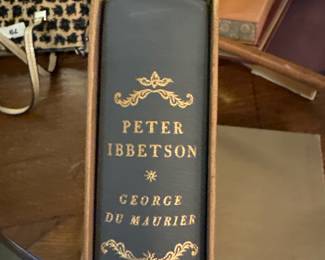 PETER
IBBETSON
GEORGE
DU MAURIER